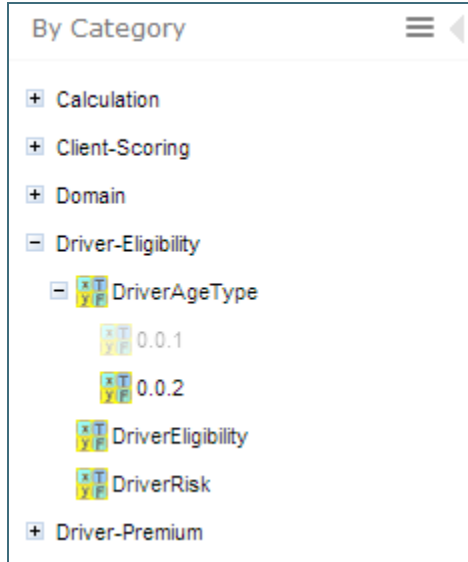 By Category
Calculation
Client-Scoring
Domain
Driver-Eligibility
DriverAgeType
0.0.1
0.0.2
DriverEligibility
DriverRisk
Driver-Premium